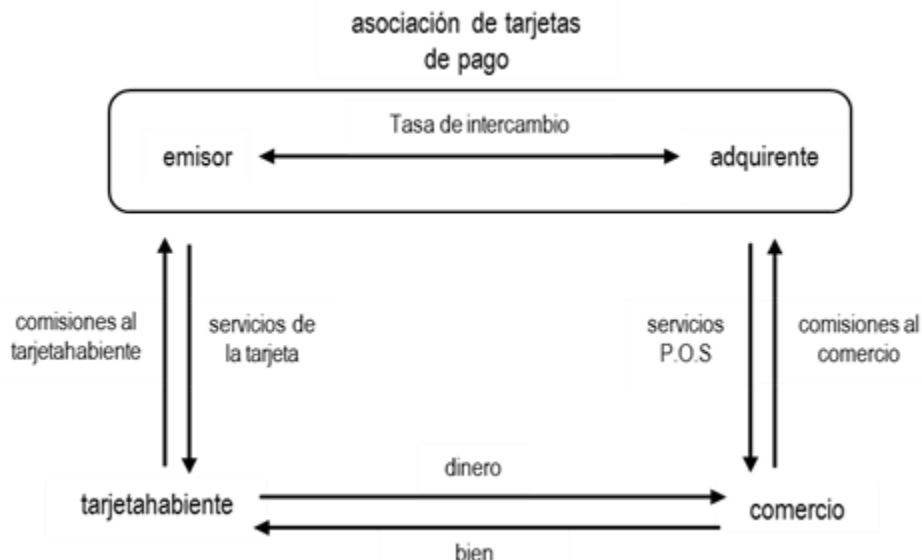 asociación de tarjetas
de pago
Tasa de intercambio
emisor
adquirente
comisiones al
tarjetahabiente
servicios de
la tarjeta
servicios
P.O.S
comisiones al
comercio
dinero
tarjetahabiente
comercio
bien